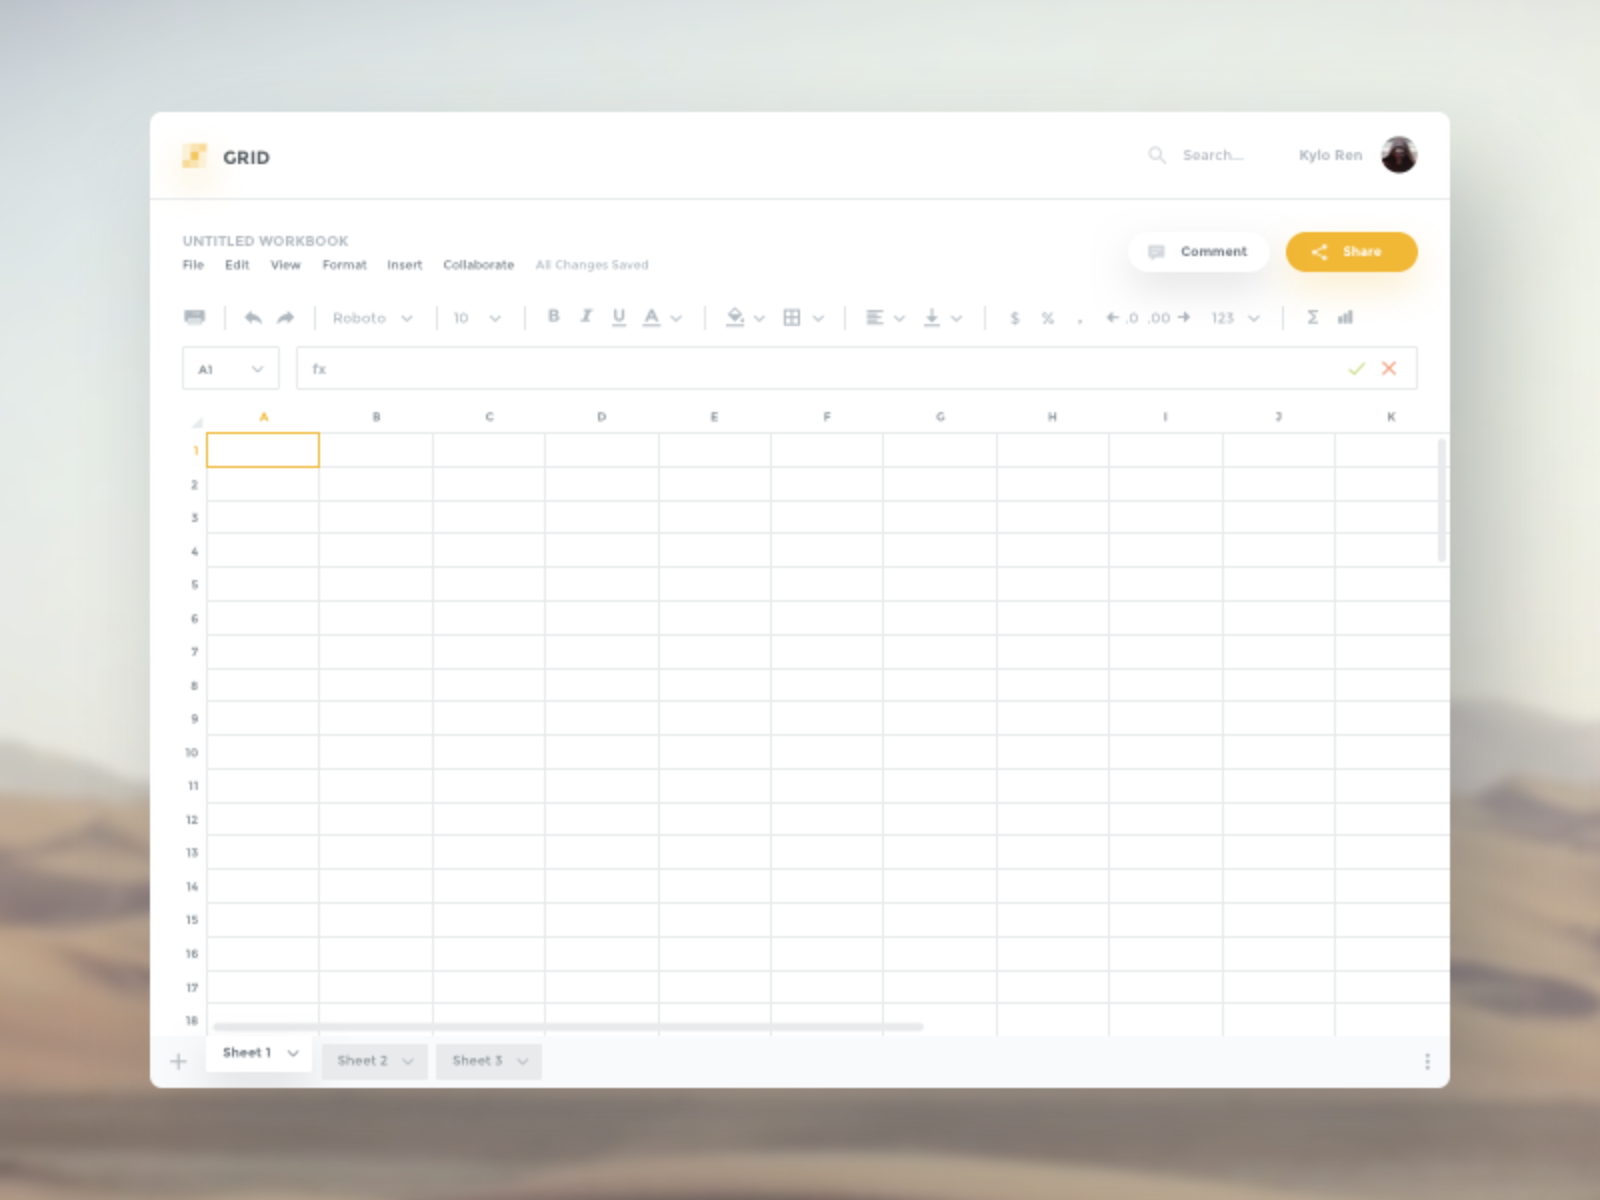 GRID Search... Kylo Ren
UNTITLED WORKBOOK
File Edit View Format Insert Collaborate All Changes Saved
Comment Share
Roboto 10 B I U A $ % , .0 .00 123 Σ
A1 fx
A B C D E F G H I J K
1
2
3
4
5
6
7
8
9
10
11
12
13
14
15
16
17
18
Sheet 1 Sheet 2 Sheet 3